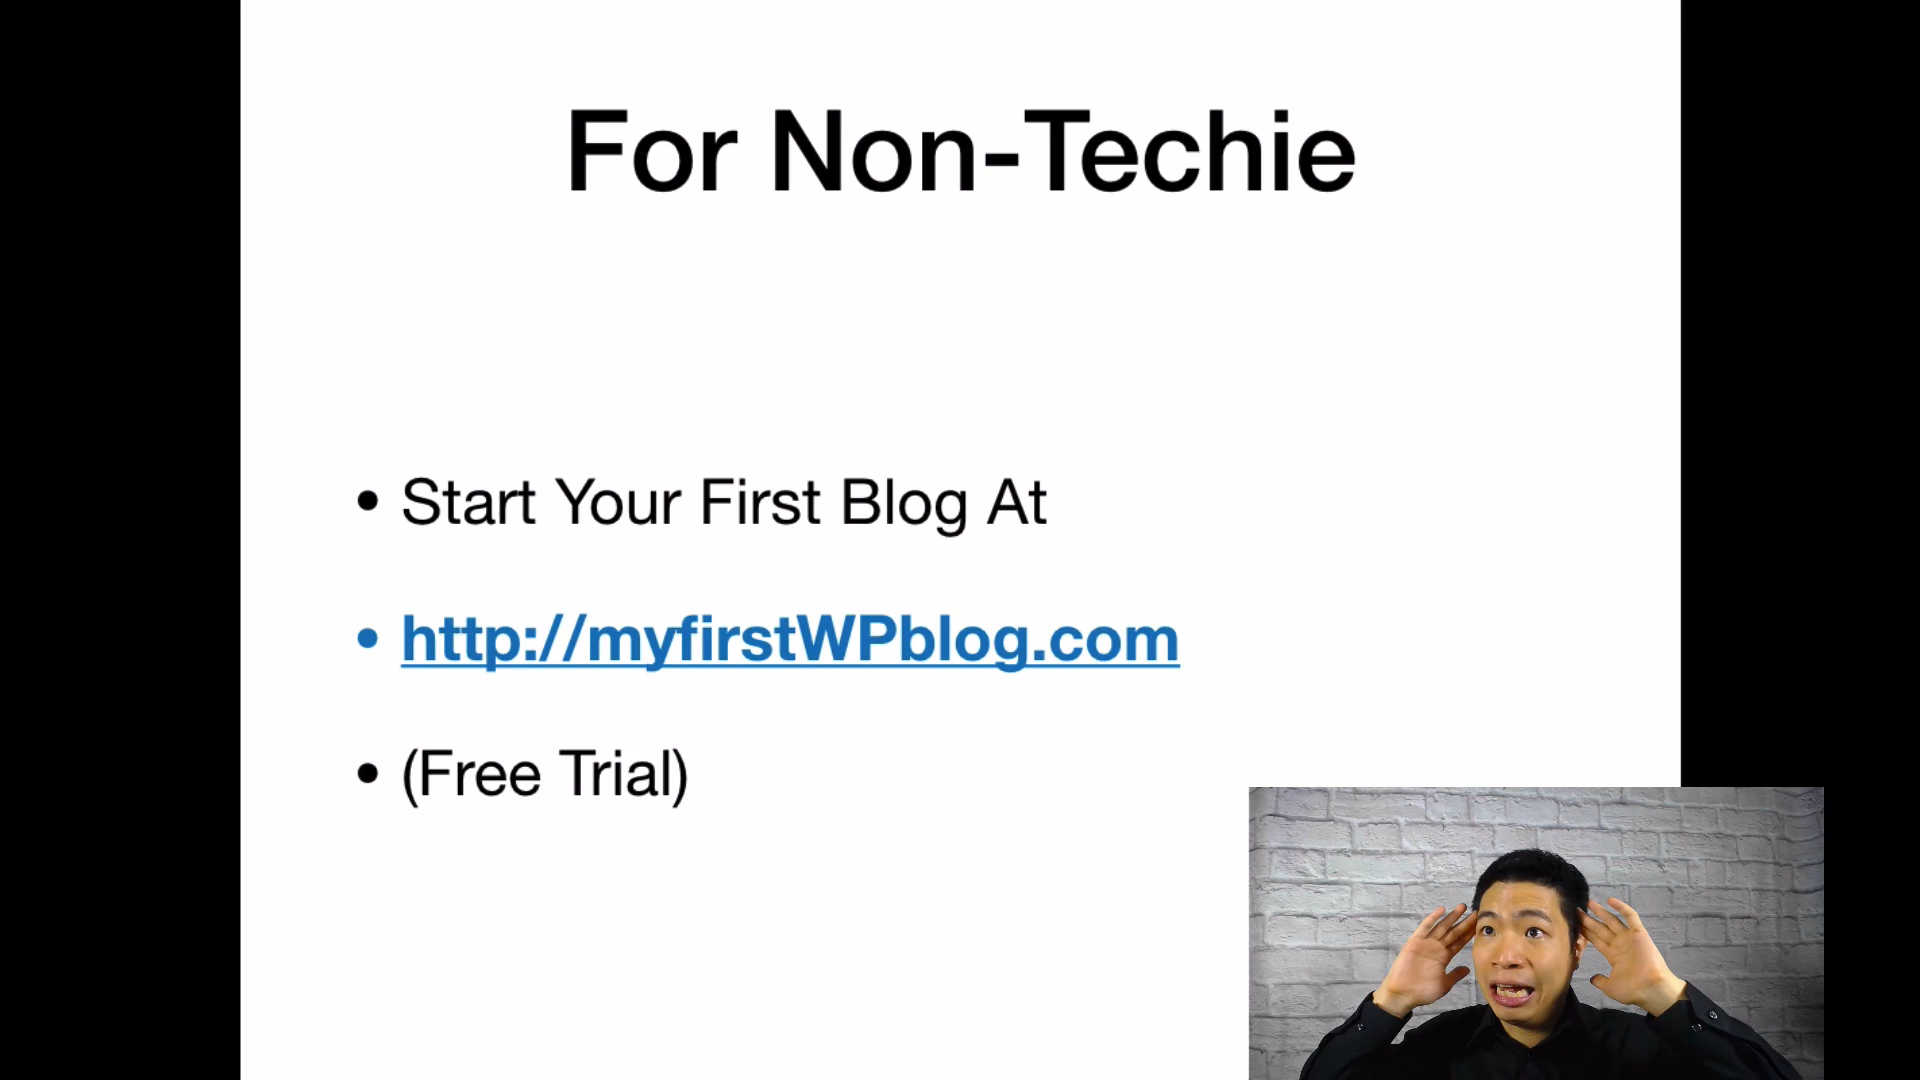 For Non-Techie
• Start Your First Blog At
• http://myfirstWPblog.com
• (Free Trial)